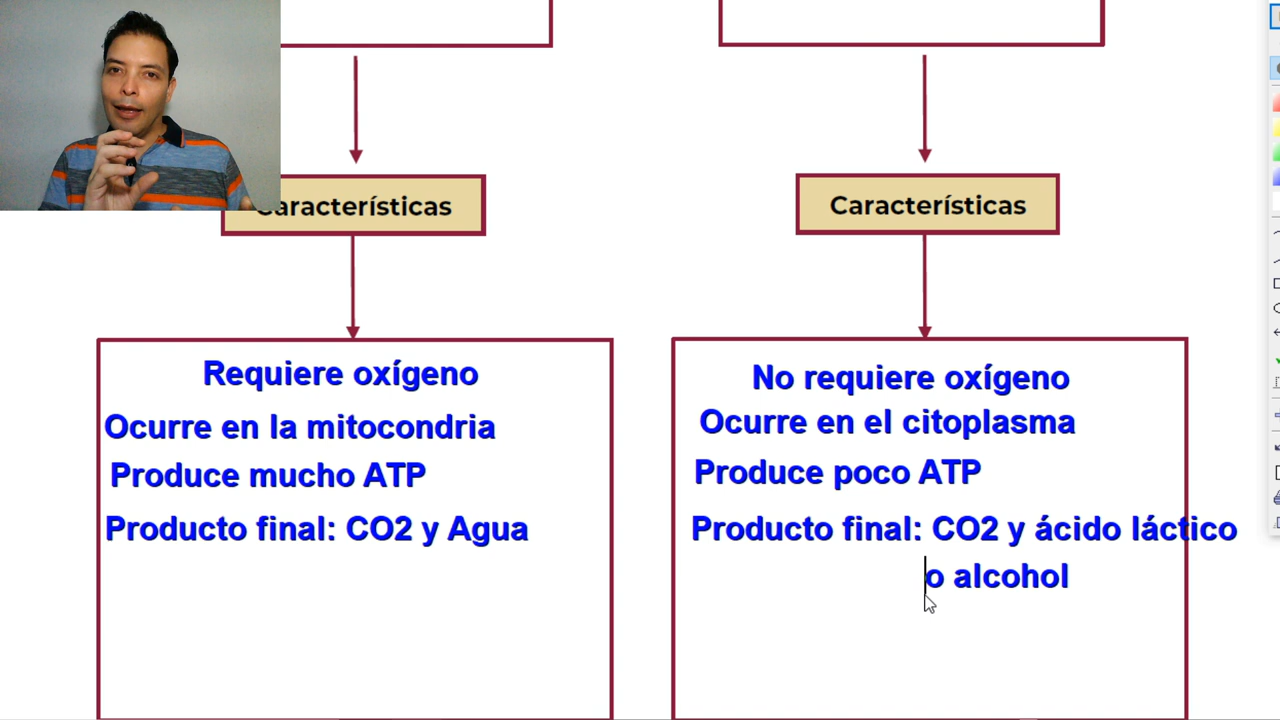 Características
Características
Requiere oxígeno
Ocurre en la mitocondria
Produce mucho ATP
Producto final: CO2 y Agua
No requiere oxígeno
Ocurre en el citoplasma
Produce poco ATP
Producto final: CO2 y ácido láctico
o alcohol